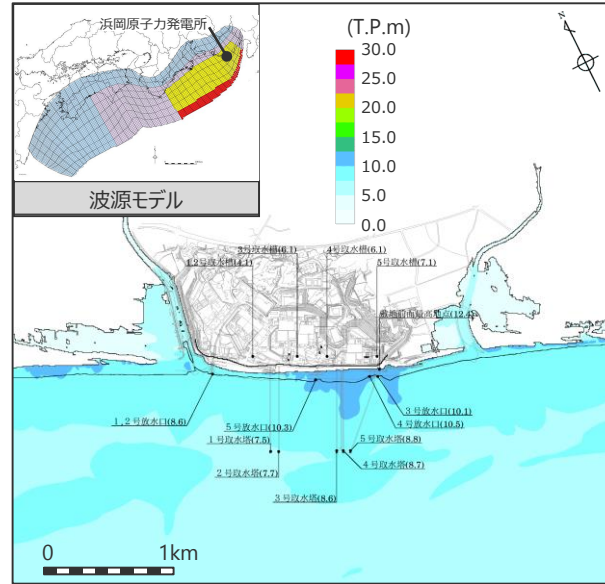 浜岡原子力発電所
波源モデル
(T.P.m)
30.0
25.0
20.0
15.0
10.0
5.0
0.0
N
3号取水槽(6.1)
4号取水槽(6.1)
1,2号取水槽(4.1)
5号取水槽(7.1)
敷地前面最高地点(12.4)
1,2号放水口(8.6)
5号放水口(10.3)
3号放水口(10.1)
4号放水口(10.5)
1号取水塔(7.5)
5号取水塔(8.8)
2号取水塔(7.7)
4号取水塔(8.7)
3号取水塔(8.6)
0 1km